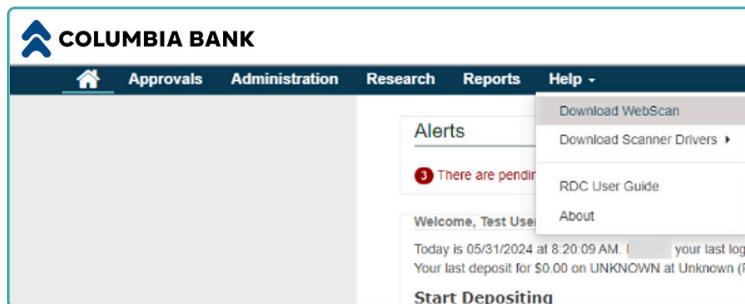 COLUMBIA BANK
Approvals Administration Research Reports Help
Download WebScan
Alerts
Download Scanner Drivers
3 There are pendin
RDC User Guide
Welcome, Test User
About
Today is 05/31/2024 at 8:20:09 AM. your last log
Your last deposit for $0.00 on UNKNOWN at Unknown (
Start Depositing